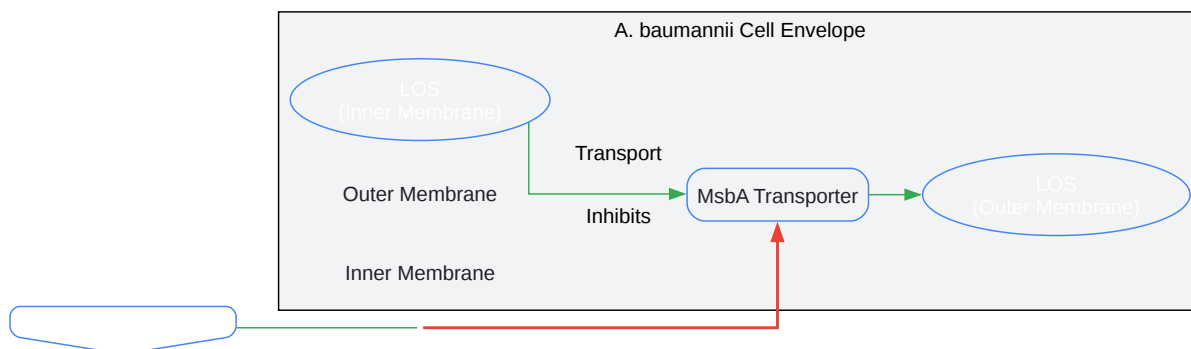 A. baumannii Cell Envelope
LOS
(Inner Membrane)
Transport
Outer Membrane
Inhibits
MsbA Transporter
LOS
(Outer Membrane)
Inner Membrane